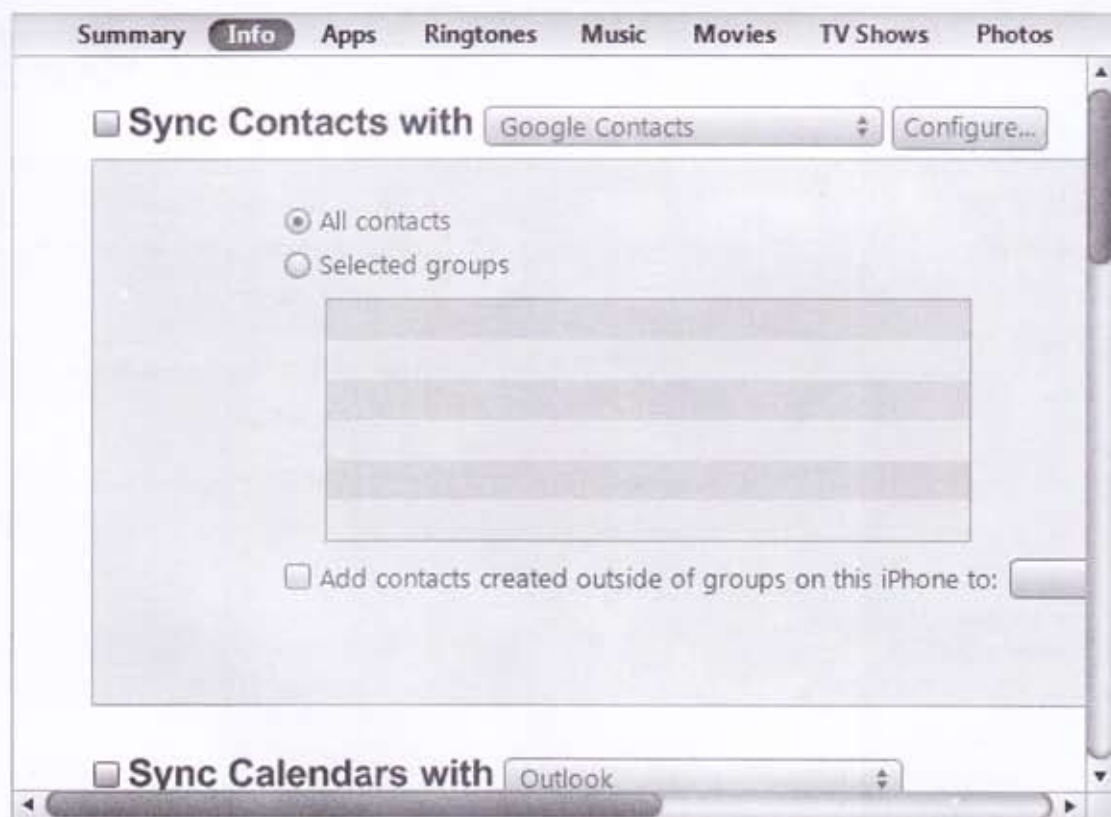 Summary Info Apps Ringtones Music Movies TV Shows Photos
Sync Contacts with Google Contacts Configure...
All contacts
Selected groups
Add contacts created outside of groups on this iPhone to:
Sync Calendars with Outlook